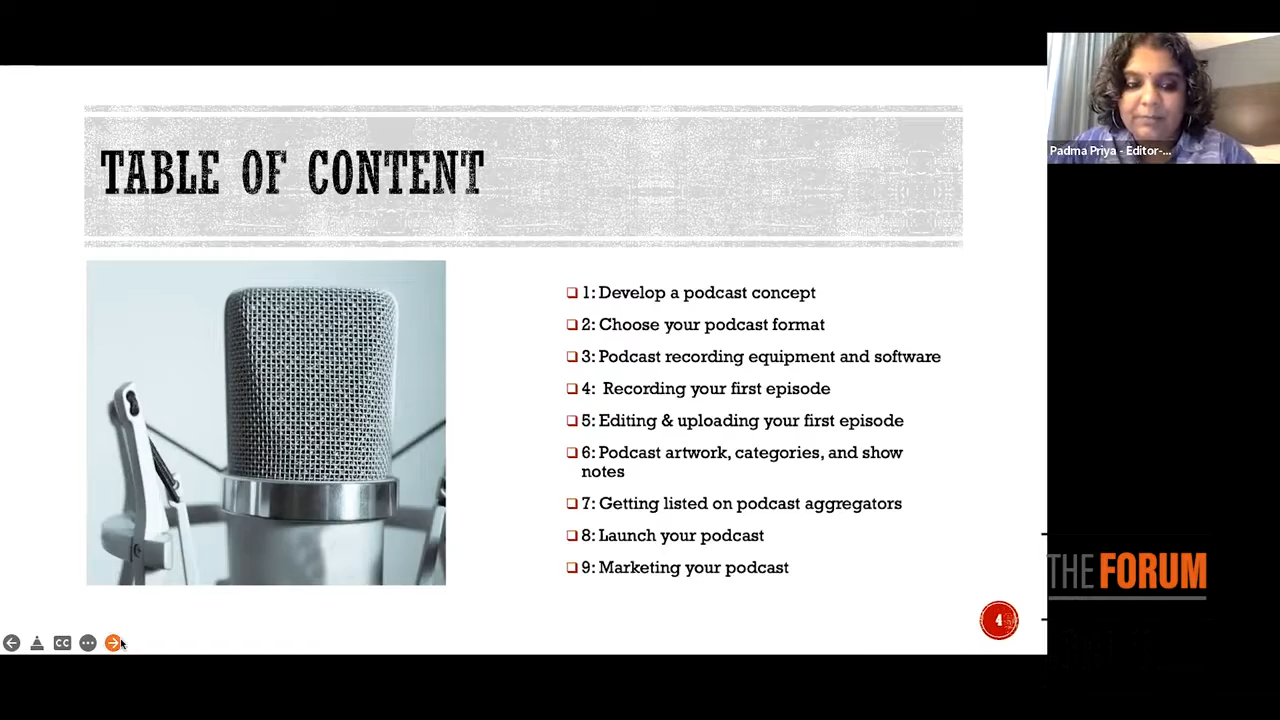 TABLE OF CONTENT
Padma Priya - Editor-...
❑ 1: Develop a podcast concept
❑ 2: Choose your podcast format
❑ 3: Podcast recording equipment and software
❑ 4: Recording your first episode
❑ 5: Editing & uploading your first episode
❑ 6: Podcast artwork, categories, and show
notes
❑ 7: Getting listed on podcast aggregators
❑ 8: Launch your podcast
❑ 9: Marketing your podcast
THE FORUM
4
CC